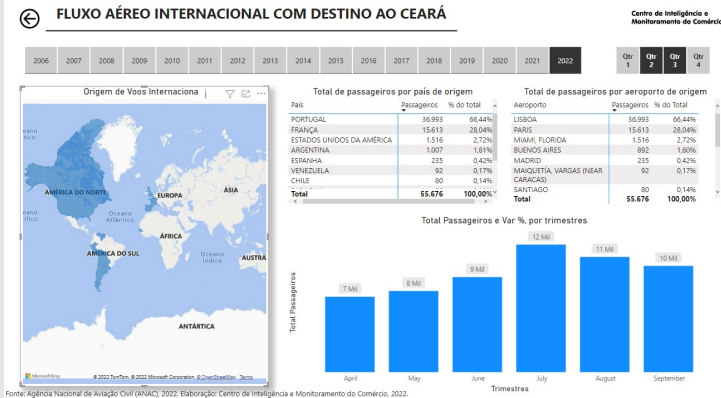 FLUXO AÉREO INTERNACIONAL COM DESTINO AO CEARÁ
Centro de Inteligência e
Monitoramento do Comércio
2006 2007 2008 2009 2010 2011 2012 2013 2014 2015 2016 2017 2018 2019 2020 2021 2022
Qtr 1 Qtr 2 Qtr 3 Qtr 4
Origem de Voos Internaciona
AMÉRICA DO NORTE
EUROPA
ÁSIA
Oceano
Atlântico
ÁFRICA
AMÉRICA DO SUL
Oceano
Índico
AUSTRÁ
ANTÁRTICA
Microsoft Bing
© 2022 TomTom, © 2022 Microsoft Corporation, © OpenStreetMap Terms
Total de passageiros por país de origem
País Passageiros % do total
PORTUGAL 36.993 66,44%
FRANÇA 15.613 28,04%
ESTADOS UNIDOS DA AMÉRICA 1.516 2,72%
ARGENTINA 1.007 1,81%
ESPANHA 235 0,42%
VENEZUELA 92 0,17%
CHILE 80 0,14%
Total 55.676 100,00%
Total de passageiros por aeroporto de origem
Aeroporto Passageiros % do total
LISBOA 36.993 66,44%
PARIS 15.613 28,04%
MIAMI, FLORIDA 1.516 2,72%
BUENOS AIRES 892 1,60%
MADRID 235 0,42%
MAIQUETÍA, VARGAS (NEAR 92 0,17%
CARACAS)
SANTIAGO 80 0,14%
Total 55.676 100,00%
Total Passageiros e Var %, por trimestres
Total Passageiros
7 Mil
8 Mil
9 Mil
12 Mil
11 Mil
10 Mil
April May June July August September
Trimestres
Fonte: Agência Nacional de Aviação Civil (ANAC), 2022. Elaboração: Centro de Inteligência e Monitoramento do Comércio, 2022.